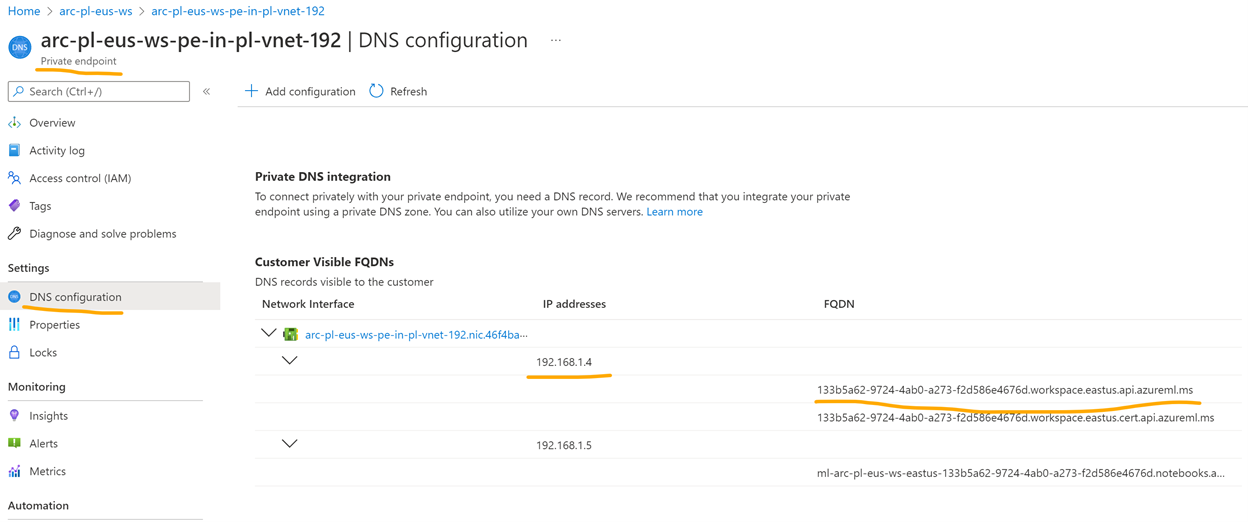 Home > arc-pl-eus-ws > arc-pl-eus-ws-pe-in-pl-vnet-192
DNS
arc-pl-eus-ws-pe-in-pl-vnet-192 | DNS configuration ...
Private endpoint
Search (Ctrl+/)
«
+ Add configuration
Refresh
Overview
Activity log
Access control (IAM)
Tags
Diagnose and solve problems
Settings
DNS configuration
Properties
Locks
Monitoring
Insights
Alerts
Metrics
Automation
Private DNS integration
To connect privately with your private endpoint, you need a DNS record. We recommend that you integrate your private
endpoint using a private DNS zone. You can also utilize your own DNS servers. Learn more
Customer Visible FQDNs
DNS records visible to the customer
Network Interface IP addresses FQDN
arc-pl-eus-ws-pe-in-pl-vnet-192.nic.46f4ba...
192.168.1.4
133b5a62-9724-4ab0-a273-f2d586e4676d.workspace.eastus.api.azureml.ms
133b5a62-9724-4ab0-a273-f2d586e4676d.workspace.eastus.cert.api.azureml.ms
192.168.1.5
ml-arc-pl-eus-ws-eastus-133b5a62-9724-4ab0-a273-f2d586e4676d.notebooks.a...